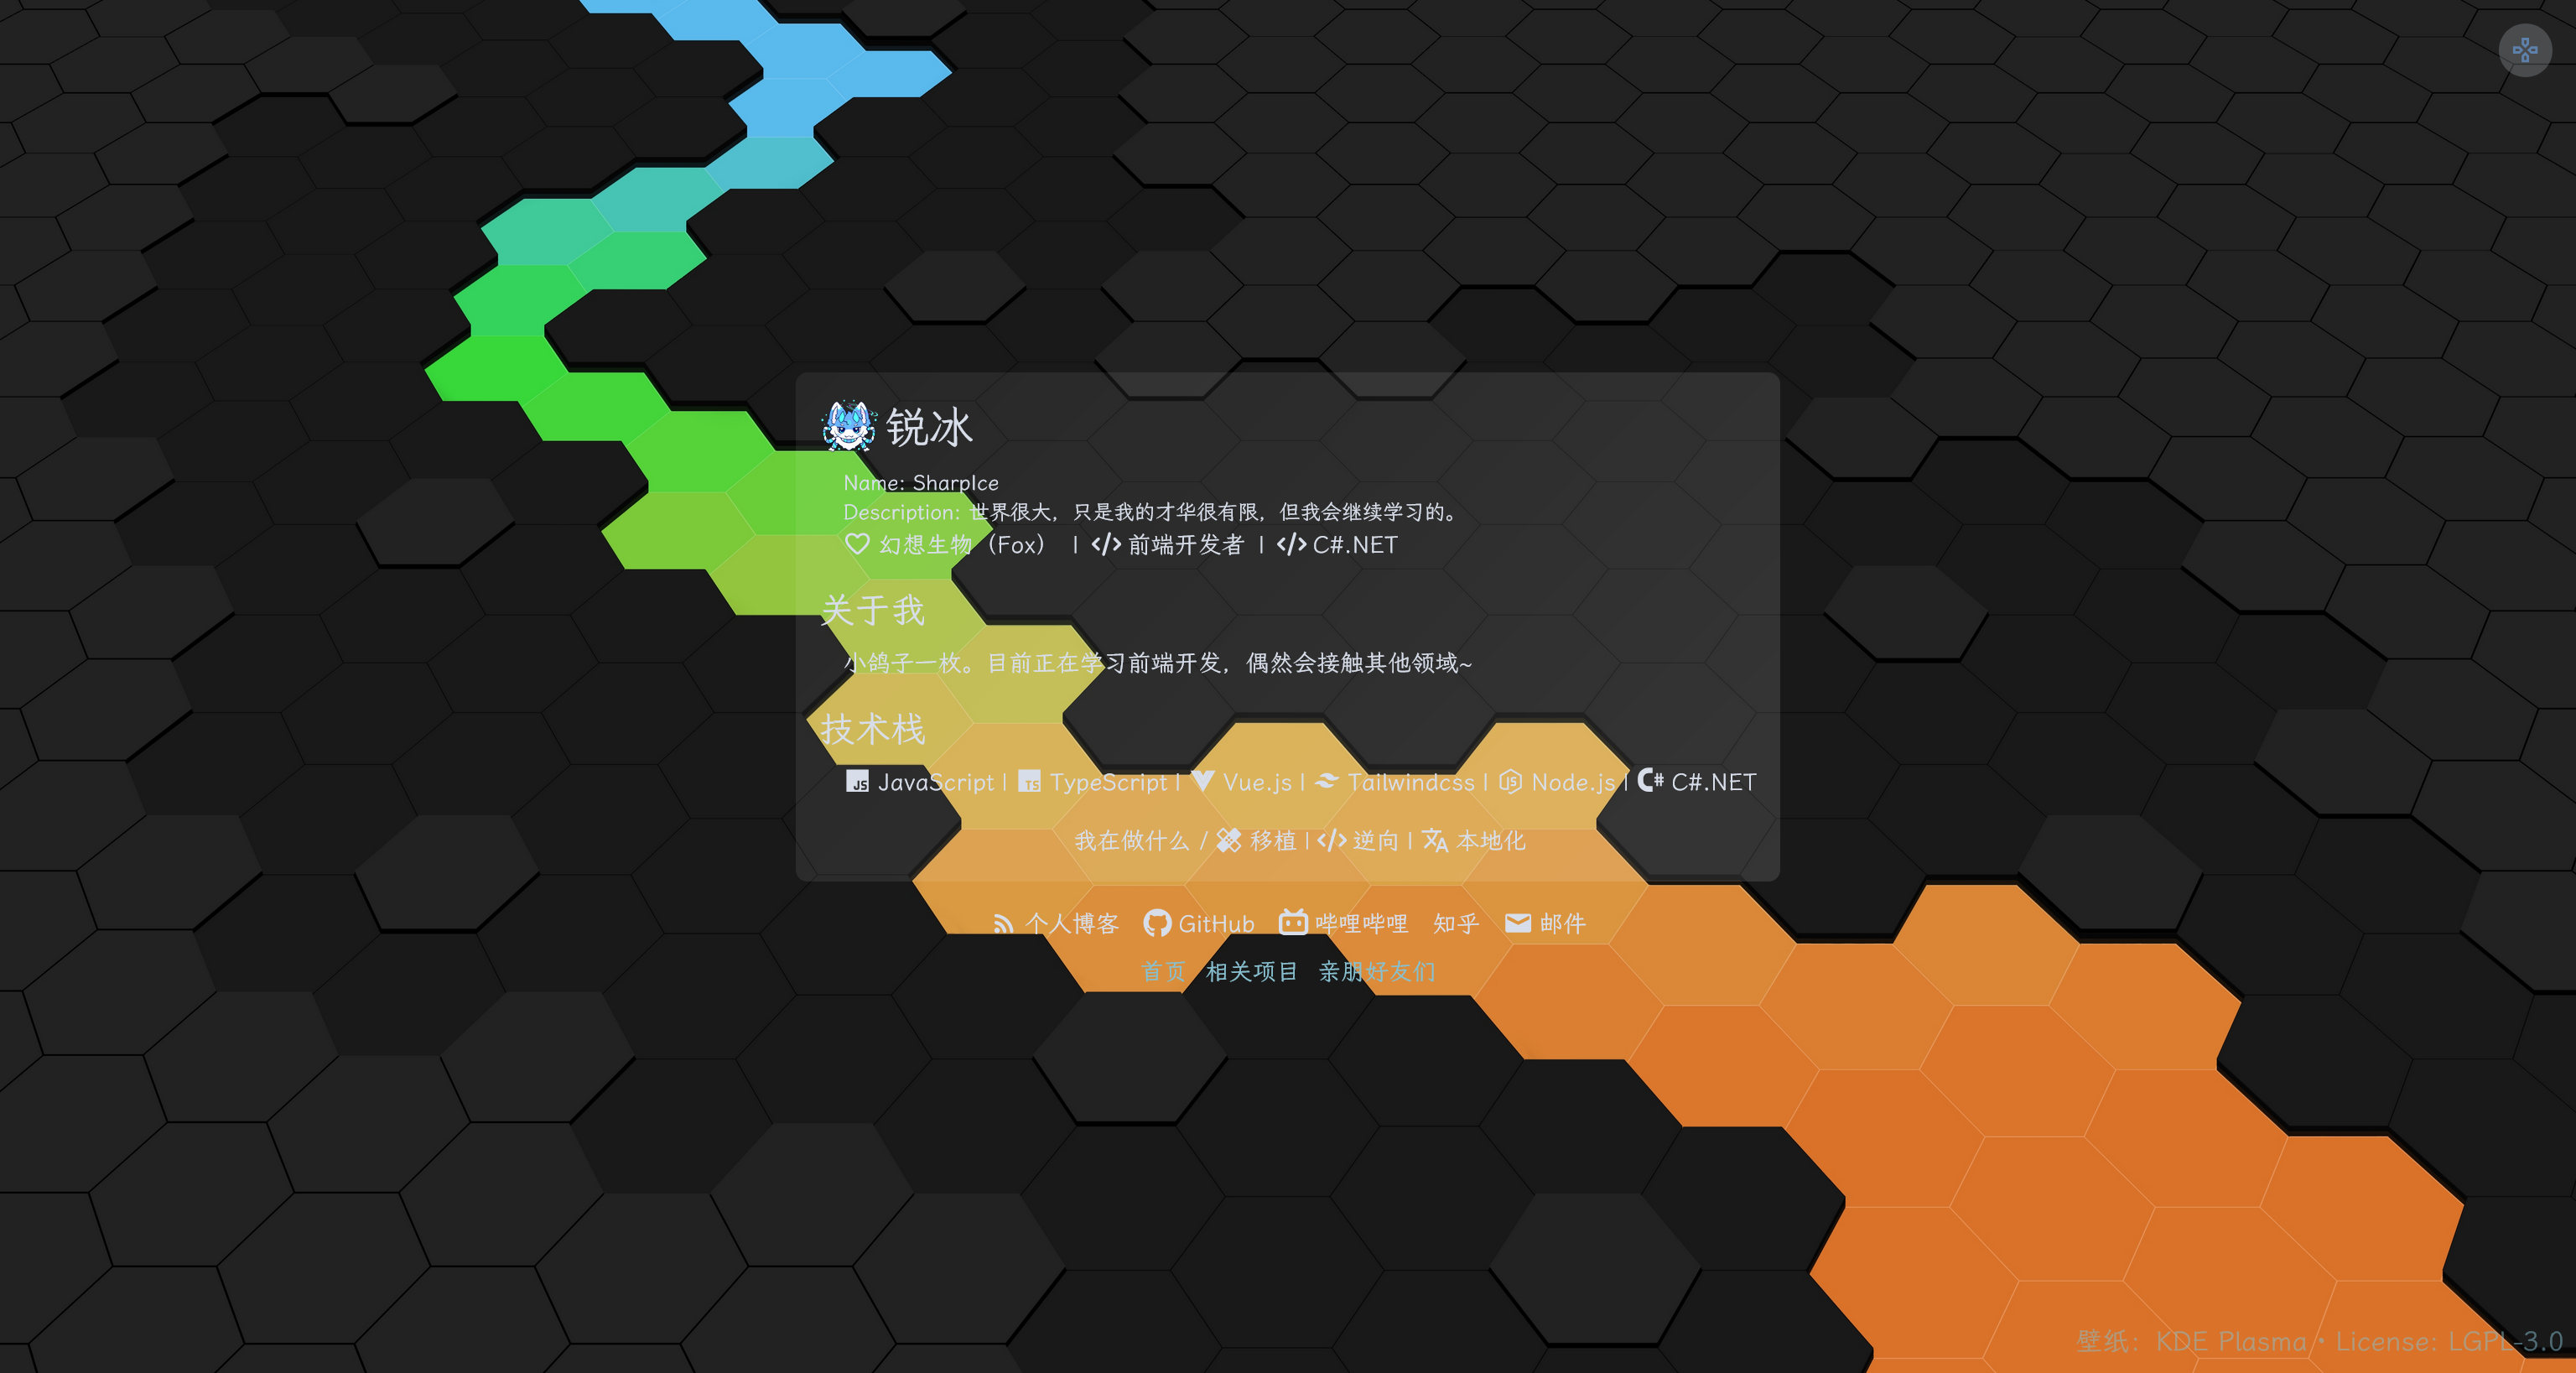 锐冰
Name: SharpIce
Description: 世界很大，只是我的才华很有限，但我会继续学习的。
幻想生物（Fox） | 前端开发者 | C#.NET
关于我
小鸽子一枚。目前正在学习前端开发，偶然会接触其他领域~
技术栈
JS JavaScript | TS TypeScript | Vue.js | Tailwindcss | JS Node.js | C# C#.NET
我在做什么 / 移植 | 逆向 | 本地化
个人博客 GitHub 哔哩哔哩 知乎 邮件
首页 相关项目 亲朋好友们
壁纸：KDE Plasma · License: LGPL-3.0